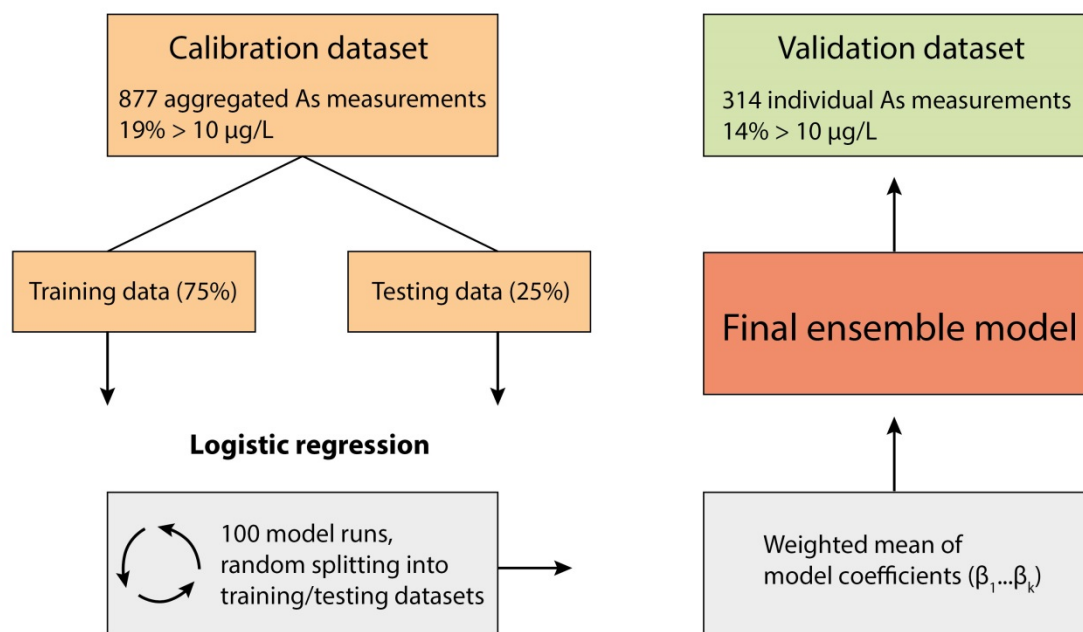 Calibration dataset
877 aggregated As measurements
19% > 10 µg/L
Training data (75%)
Testing data (25%)
Logistic regression
100 model runs,
random splitting into
training/testing datasets
Validation dataset
314 individual As measurements
14% > 10 µg/L
Final ensemble model
Weighted mean of
model coefficients (β₁...βₖ)